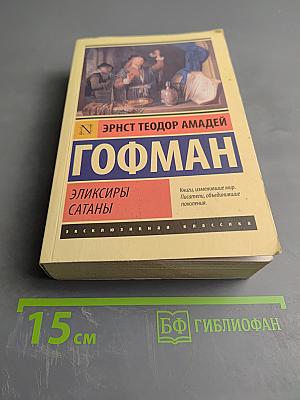 N
ЭРНСТ ТЕОДОР АМАДЕЙ
ГОФМАН
ЭЛИКСИРЫ
САТАНЫ
Книги, изменившие мир.
Писатели, объединившие
поколения.
ЭКСКЛЮЗИВНАЯ КЛАССИКА
15 см
БФ ГИБЛИОФАН